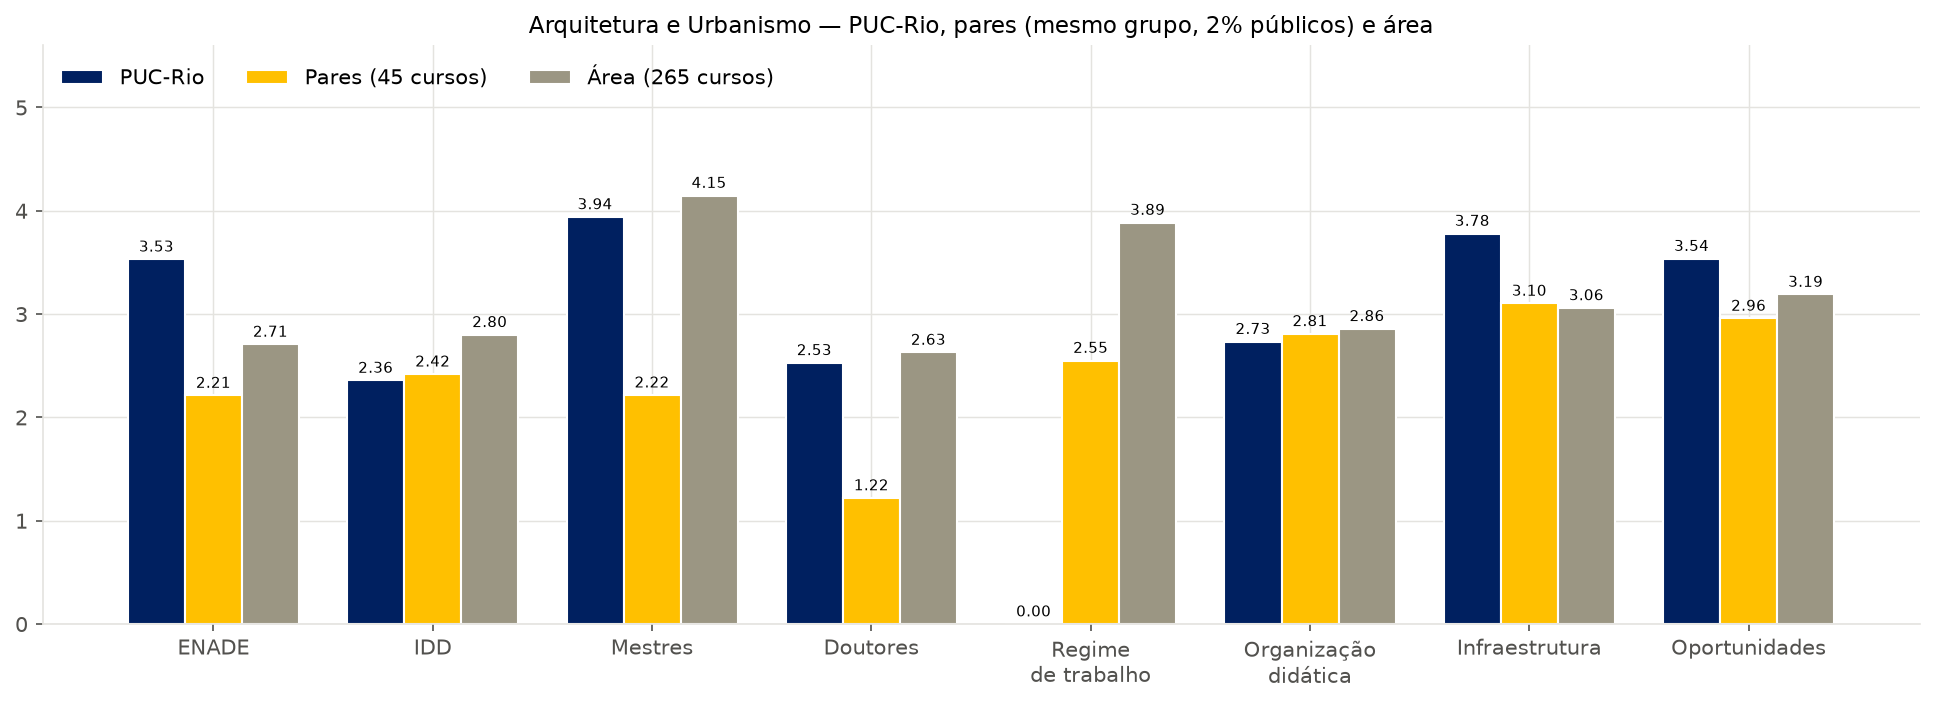 Arquitetura e Urbanismo — PUC-Rio, pares (mesmo grupo, 2% públicos) e área
PUC-Rio
Pares (45 cursos)
Área (265 cursos)
5
4
3
2
1
0
3.53
2.21
2.71
2.36
2.42
2.80
3.94
2.22
4.15
2.53
1.22
2.63
0.00
2.55
3.89
2.73
2.81
2.86
3.78
3.10
3.06
3.54
2.96
3.19
ENADE
IDD
Mestres
Doutores
Regime
de trabalho
Organização
didática
Infraestrutura
Oportunidades